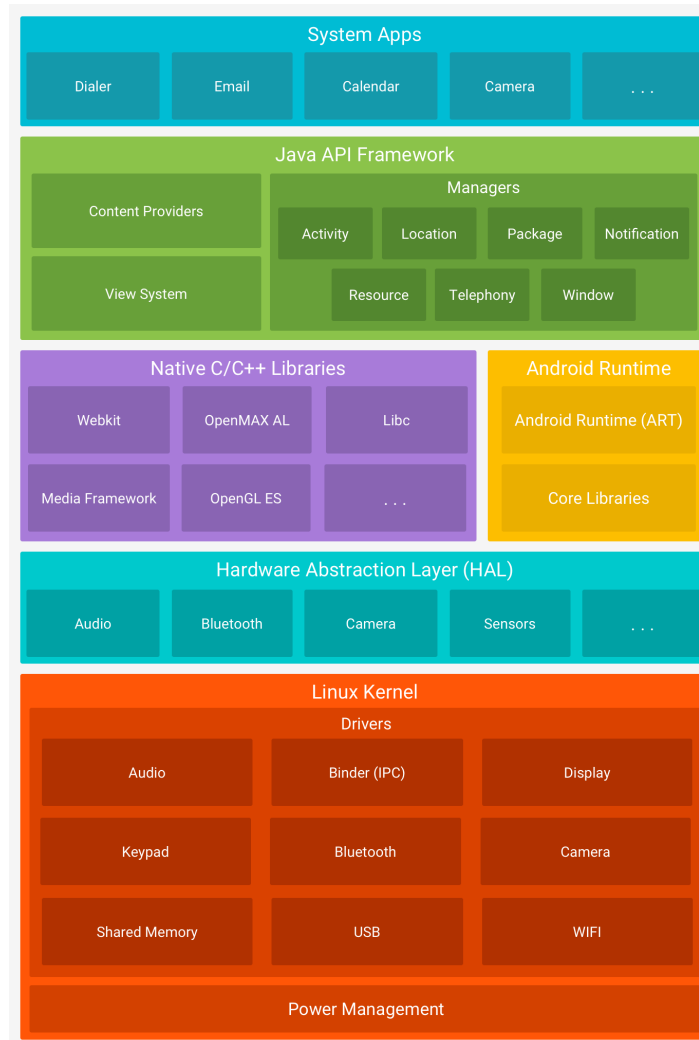 System Apps
Dialer
Email
Calendar
Camera
. . .
Java API Framework
Content Providers
View System
Managers
Activity
Location
Package
Notification
Resource
Telephony
Window
Native C/C++ Libraries
Webkit
OpenMAX AL
Libc
Media Framework
OpenGL ES
. . .
Android Runtime
Android Runtime (ART)
Core Libraries
Hardware Abstraction Layer (HAL)
Audio
Bluetooth
Camera
Sensors
. . .
Linux Kernel
Drivers
Audio
Binder (IPC)
Display
Keypad
Bluetooth
Camera
Shared Memory
USB
WIFI
Power Management